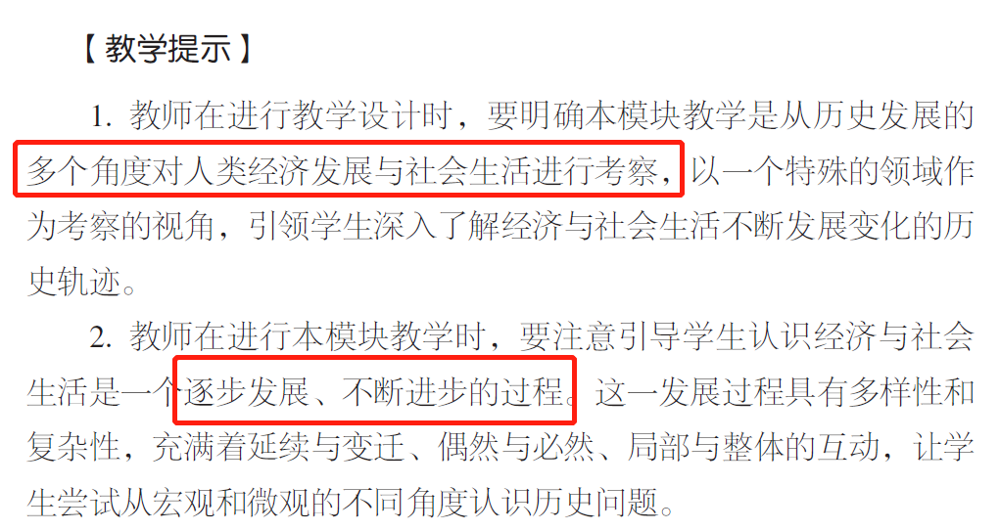 【教学提示】
1. 教师在进行教学设计时，要明确本模块教学是从历史发展的
多个角度对人类经济发展与社会生活进行考察，以一个特殊的领域作
为考察的视角，引领学生深入了解经济与社会生活不断发展变化的历
史轨迹。
2. 教师在进行本模块教学时，要注意引导学生认识经济与社会
生活是一个逐步发展、不断进步的过程。这一发展过程具有多样性和
复杂性，充满着延续与变迁、偶然与必然、局部与整体的互动，让学
生尝试从宏观和微观的不同角度认识历史问题。